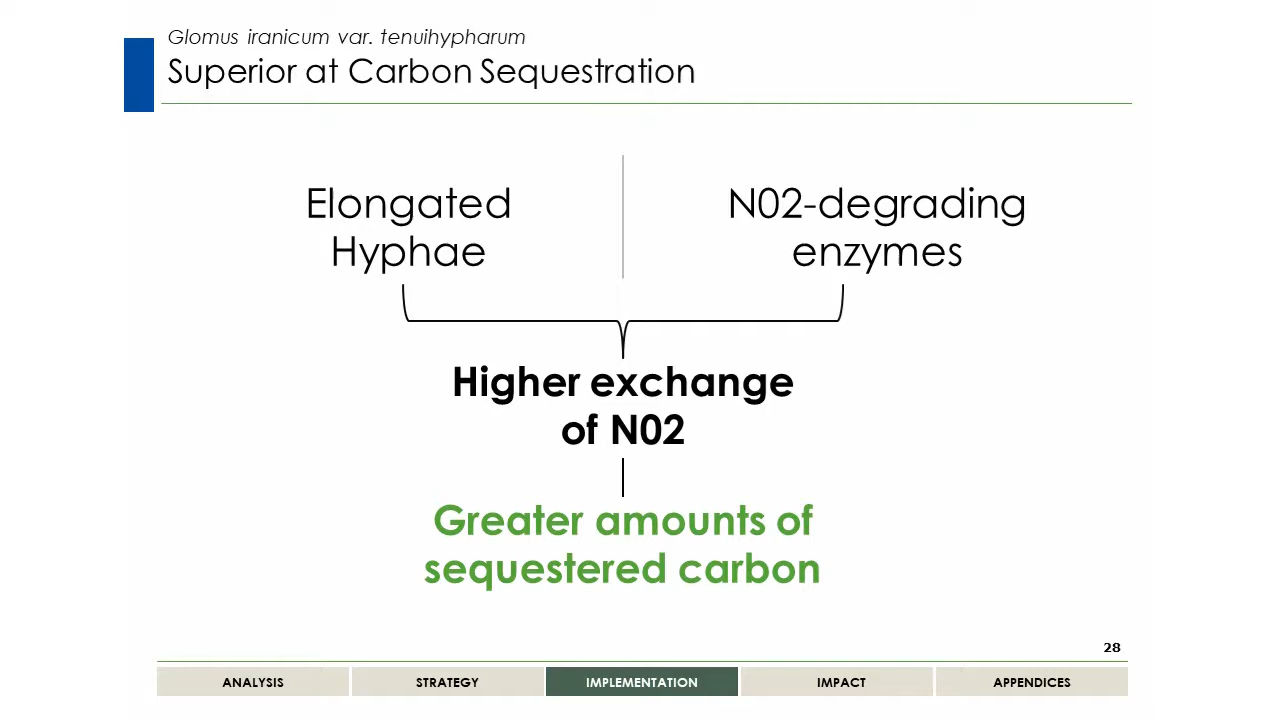 Glomus iranicum var. tenuihypharum
Superior at Carbon Sequestration
Elongated
Hyphae
N02-degrading
enzymes
Higher exchange
of N02
Greater amounts of
sequestered carbon
28
ANALYSIS
STRATEGY
IMPLEMENTATION
IMPACT
APPENDICES